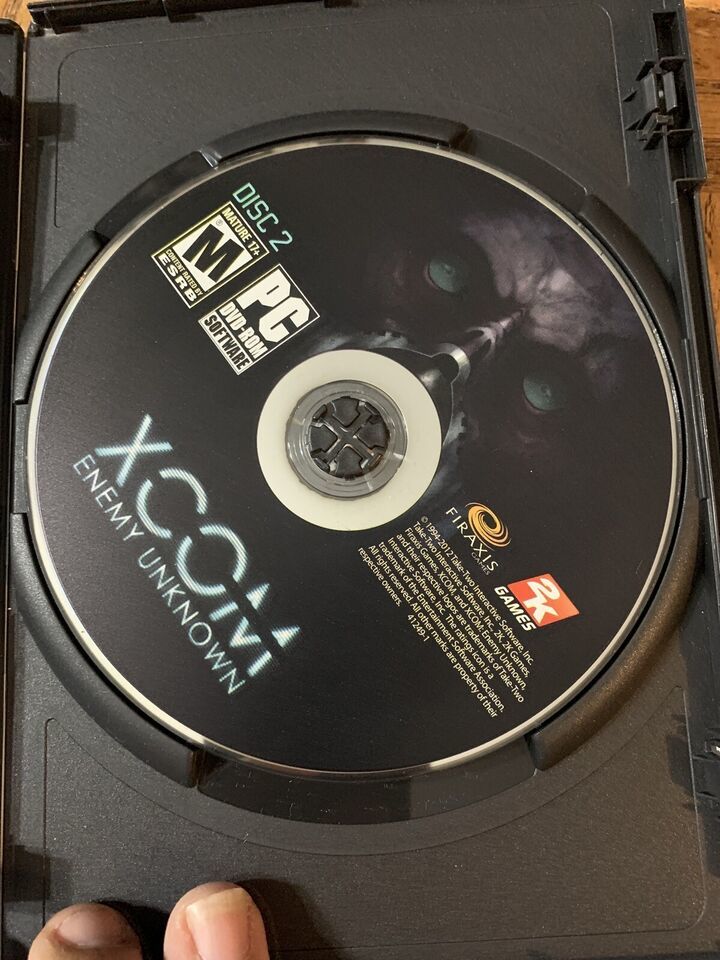 DISC 2
MATURE 17+
M
®
CONTENT RATED BY
ESRB
PC
DVD-ROM
SOFTWARE
XCOM
ENEMY UNKNOWN
FIRAXIS
GAMES
2K
GAMES
© 1994-2012 Take-Two Interactive Software, Inc.
Take-Two Interactive Software, Inc., 2K, 2K Games,
Firaxis Games, XCOM, and XCOM: Enemy Unknown,
and their respective logos are trademarks of Take-Two
Interactive Software, Inc. The ratings icon is a
trademark of the Entertainment Software Association.
All rights reserved. All other marks are property of their
respective owners.
41249-1